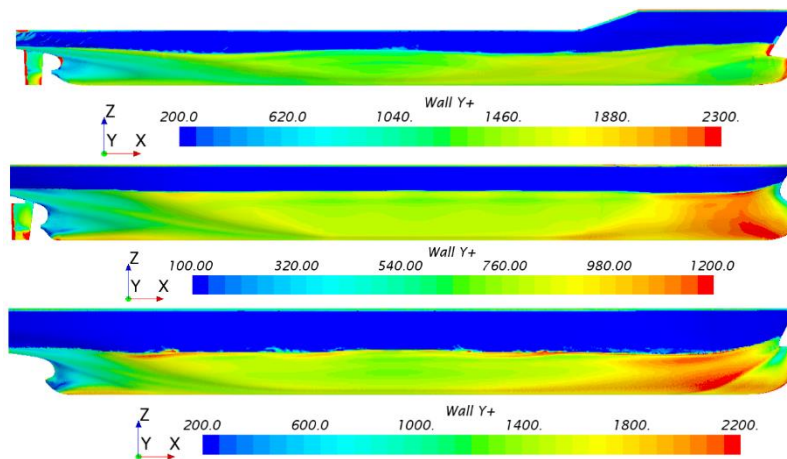 Z Wall Y+
Y X 200.0 620.0 1040. 1460. 1880. 2300.
Z Wall Y+
Y X 100.00 320.00 540.00 760.00 980.00 1200.0
Z Wall Y+
Y X 200.0 600.0 1000. 1400. 1800. 2200.